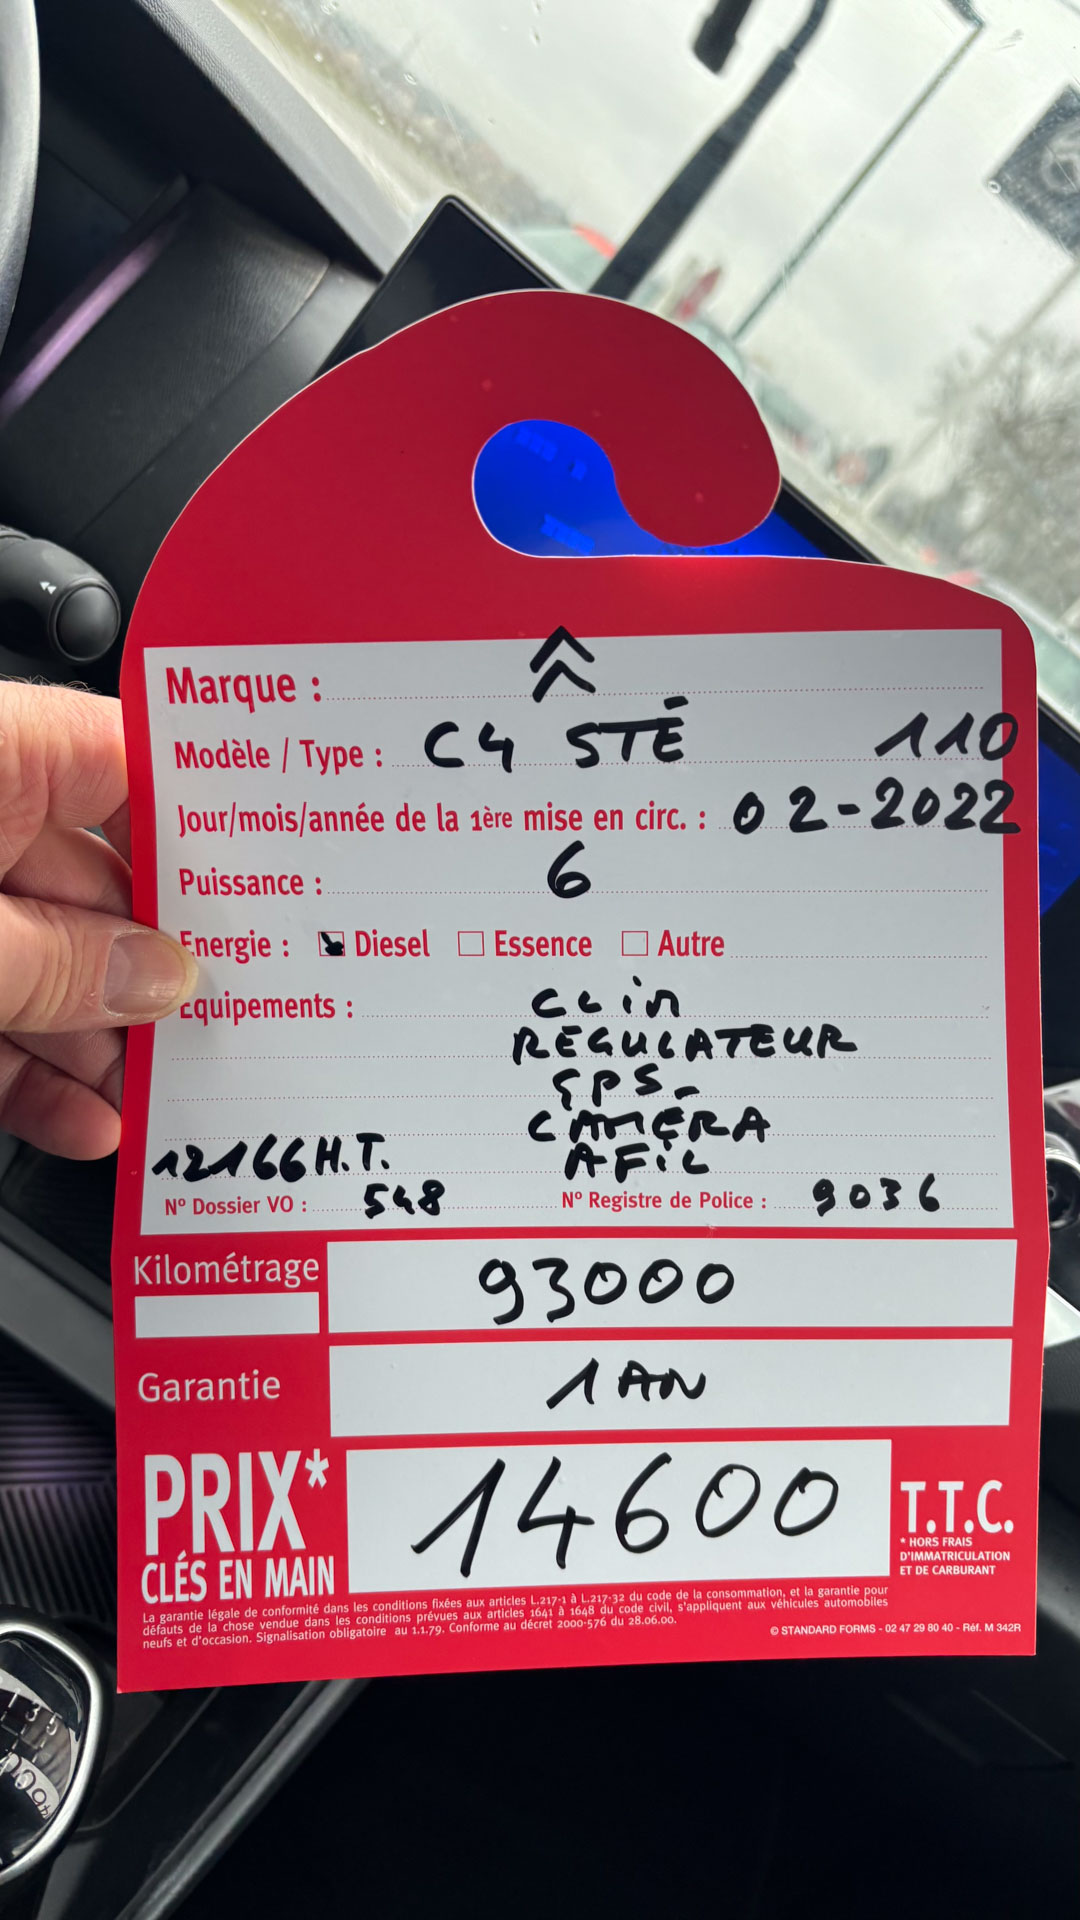 Marque :
Modèle / Type : C4 STÉ 110
Jour/mois/année de la 1ère mise en circ. : 02-2022
Puissance : 6
Energie : Diesel Essence Autre
Equipements : CLIM
REGULATEUR
GPS.
CAMÉRA
12166 H.T. AFIL
N° Dossier VO : 548 N° Registre de Police : 9036
Kilométrage 93000
Garantie 1 AN
PRIX* 14600 T.T.C.
CLÉS EN MAIN
* HORS FRAIS
D'IMMATRICULATION
ET DE CARBURANT
La garantie légale de conformité dans les conditions fixées aux articles L.217-1 à L.217-32 du code de la consommation, et la garantie pour
défauts de la chose vendue dans les conditions prévues aux articles 1641 à 1648 du code civil, s'appliquent aux véhicules automobiles
neufs et d'occasion. Signalisation obligatoire au 1.1.79. Conforme au décret 2000-576 du 28.06.00.
© STANDARD FORMS - 02 47 29 80 40 - Réf. M 342R